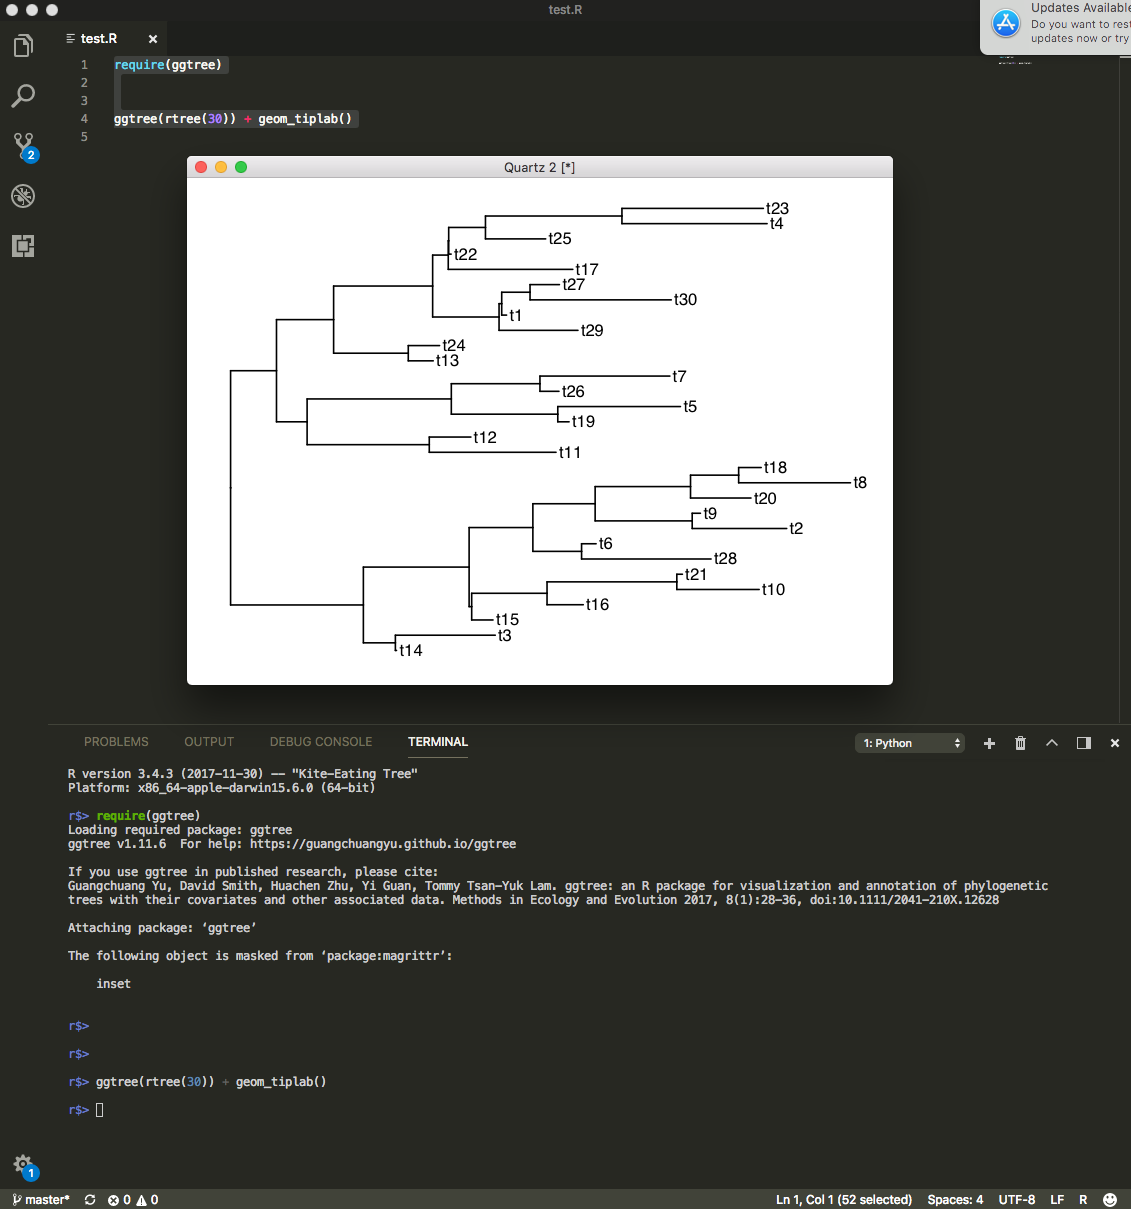 test.R
Updates Available
Do you want to rest
updates now or try
test.R
1 require(ggtree)
2
3
4 ggtree(rtree(30)) + geom_tiplab()
5
2
Quartz 2 [*]
t23
t4
t25
t22
t17
t27
t30
t1
t29
t24
t13
t7
t26
t5
t19
t12
t11
t18
t8
t20
t9
t2
t6
t28
t21
t10
t16
t15
t3
t14
PROBLEMS OUTPUT DEBUG CONSOLE TERMINAL 1: Python
R version 3.4.3 (2017-11-30) -- "Kite-Eating Tree"
Platform: x86_64-apple-darwin15.6.0 (64-bit)
r$> require(ggtree)
Loading required package: ggtree
ggtree v1.11.6 For help: https://guangchuangyu.github.io/ggtree
If you use ggtree in published research, please cite:
Guangchuang Yu, David Smith, Huachen Zhu, Yi Guan, Tommy Tsan-Yuk Lam. ggtree: an R package for visualization and annotation of phylogenetic
trees with their covariates and other associated data. Methods in Ecology and Evolution 2017, 8(1):28-36, doi:10.1111/2041-210X.12628
Attaching package: ‘ggtree’
The following object is masked from ‘package:magrittr’:
inset
r$>
r$>
r$> ggtree(rtree(30)) + geom_tiplab()
r$>
1
master* 0 0 Ln 1, Col 1 (52 selected) Spaces: 4 UTF-8 LF R